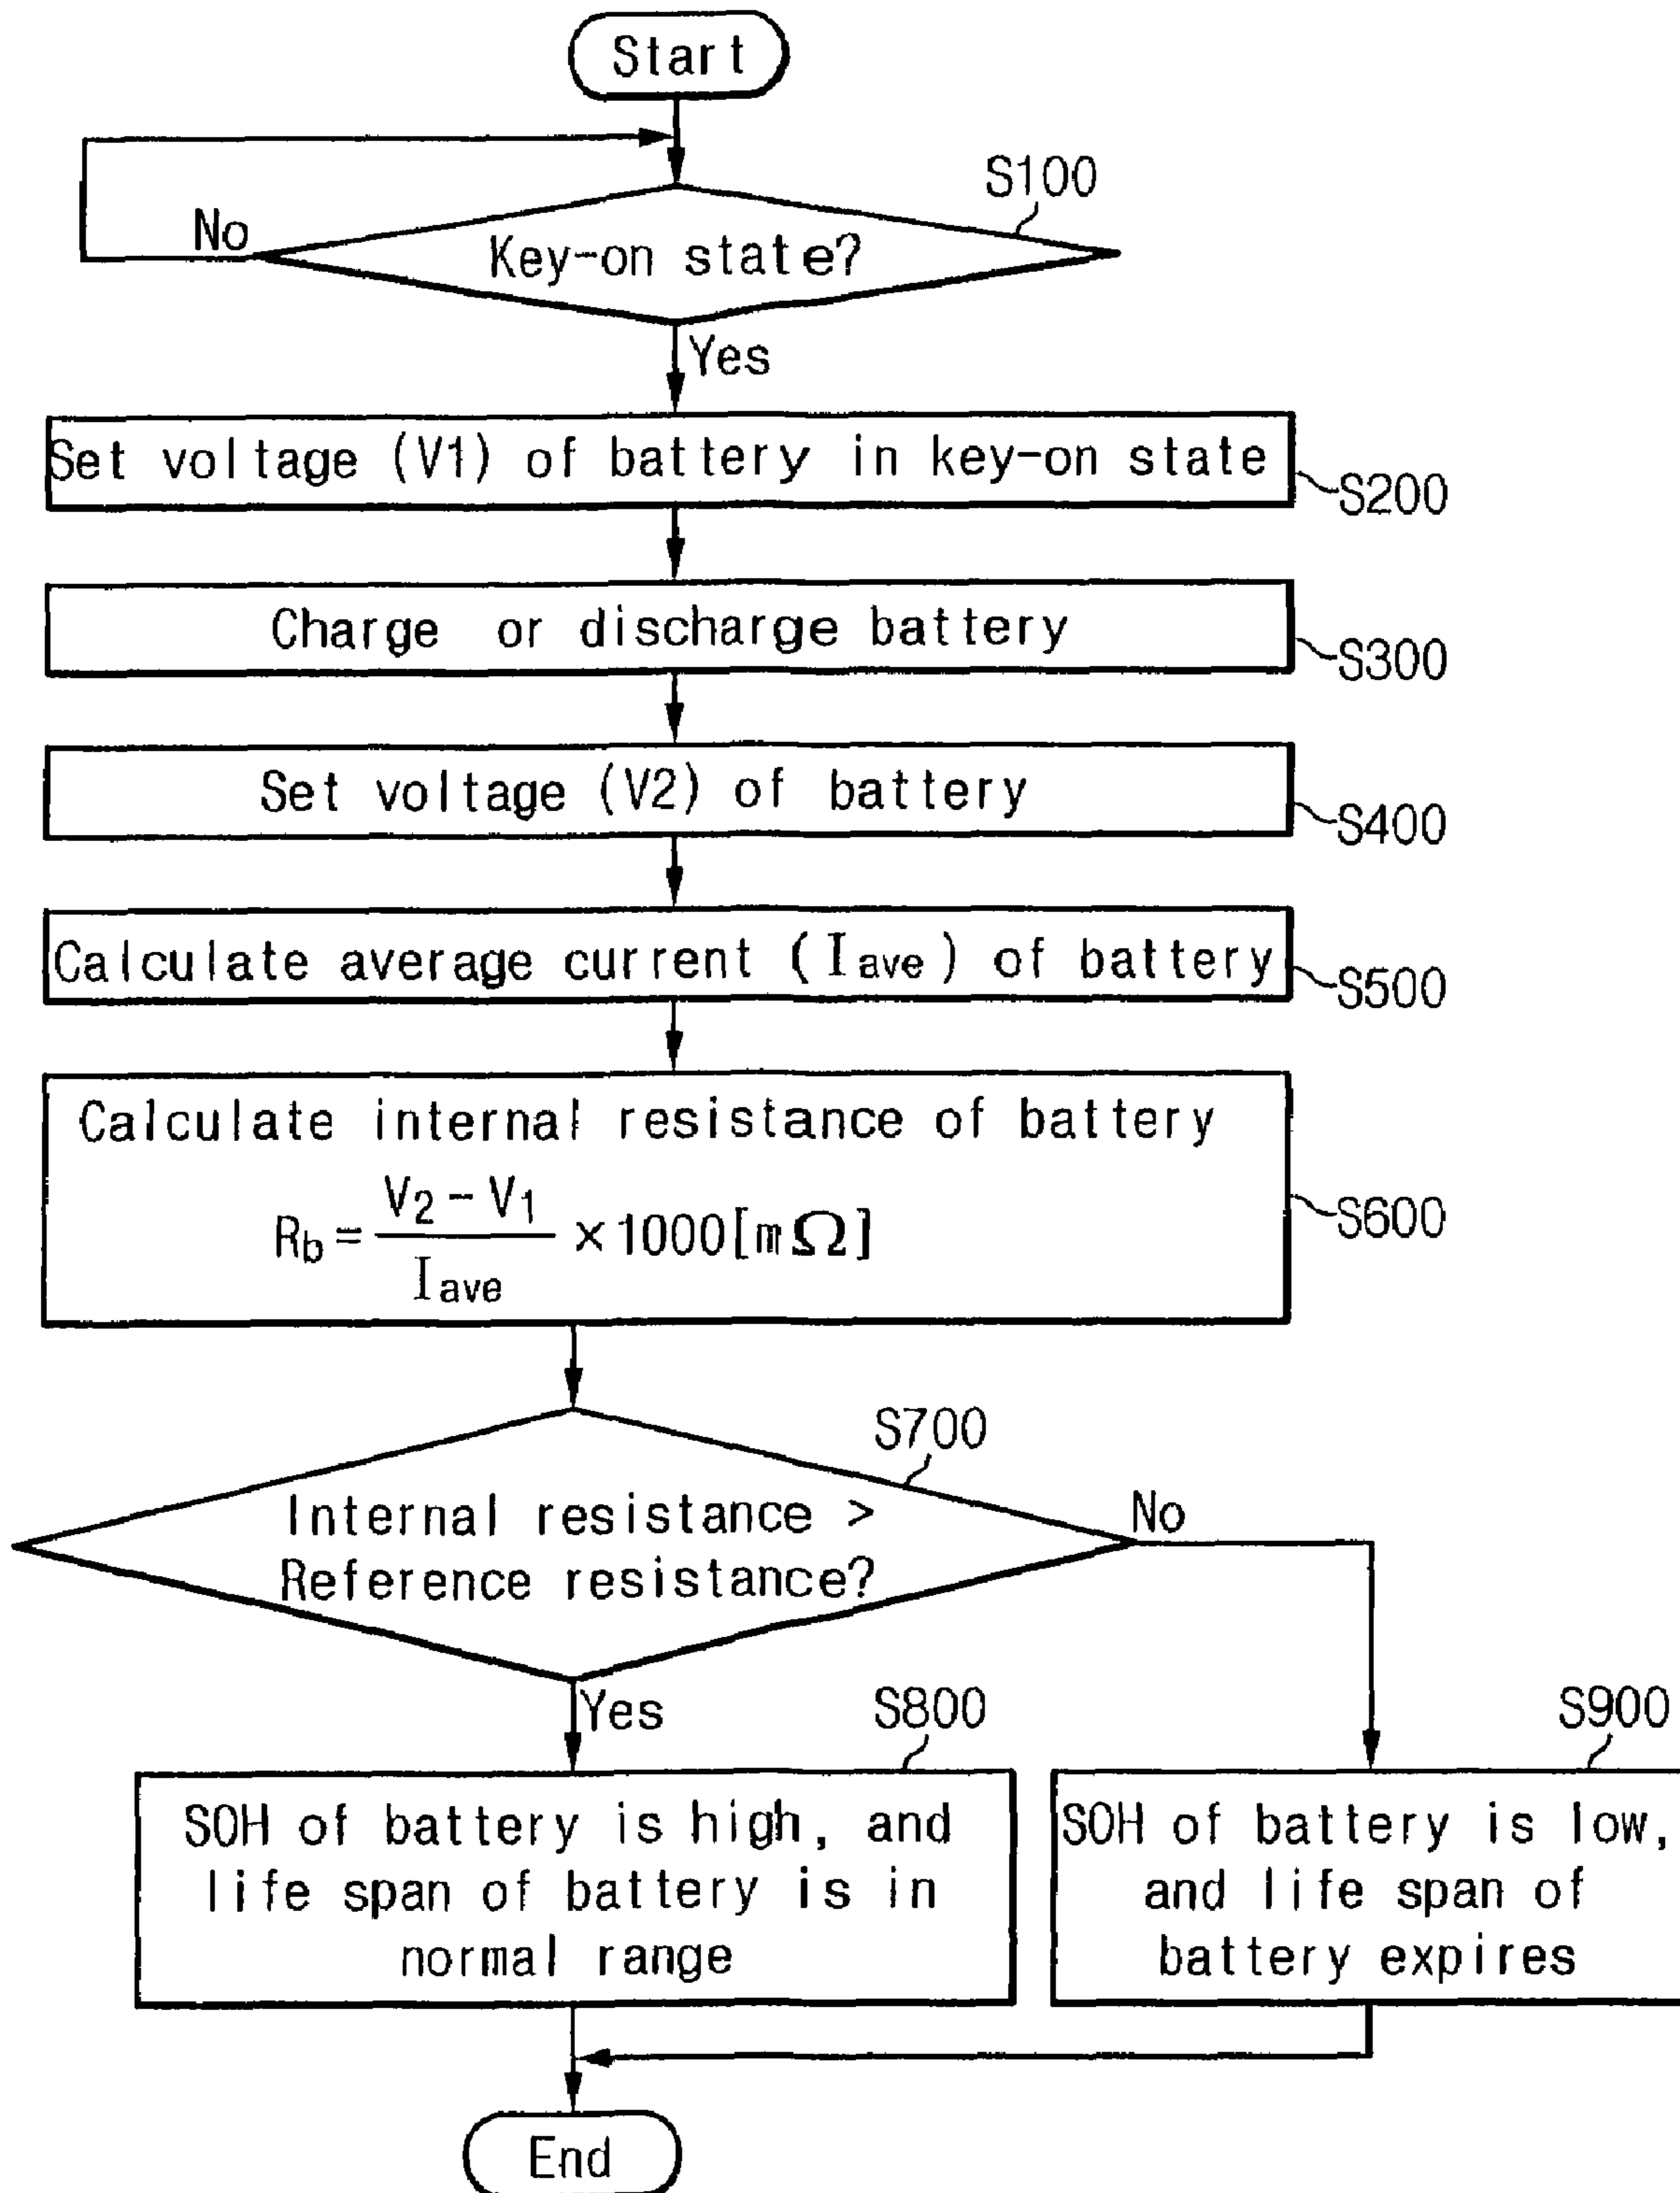 Start
S100
No
Key-on state?
Yes
Set voltage (V1) of battery in key-on state
S200
Charge or discharge battery
S300
Set voltage (V2) of battery
S400
Calculate average current (Iave) of battery
S500
Calculate internal resistance of battery
Rb = V2 - V1 / Iave × 1000 [mΩ]
S600
S700
Internal resistance >
Reference resistance?
No
Yes
S800
SOH of battery is high, and
life span of battery is in
normal range
S900
SOH of battery is low,
and life span of
battery expires
End